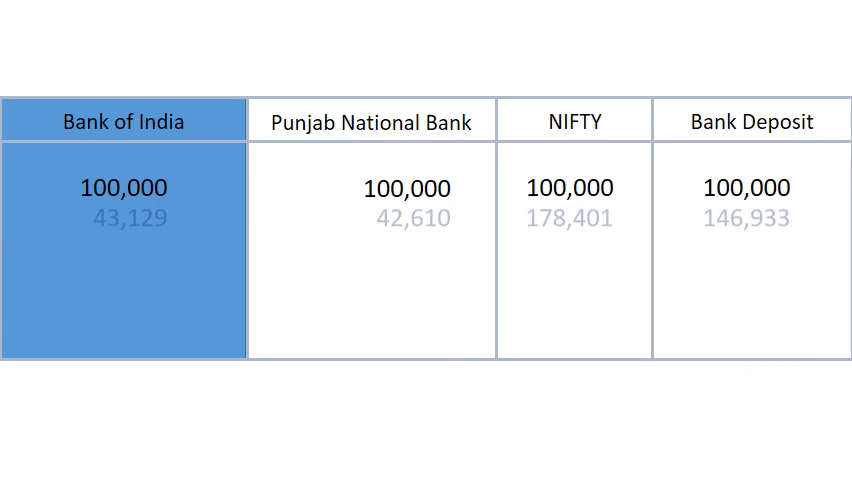 Bank of India Punjab National Bank NIFTY Bank Deposit
100,000 100,000 100,000 100,000
43,129 42,610 178,401 146,933